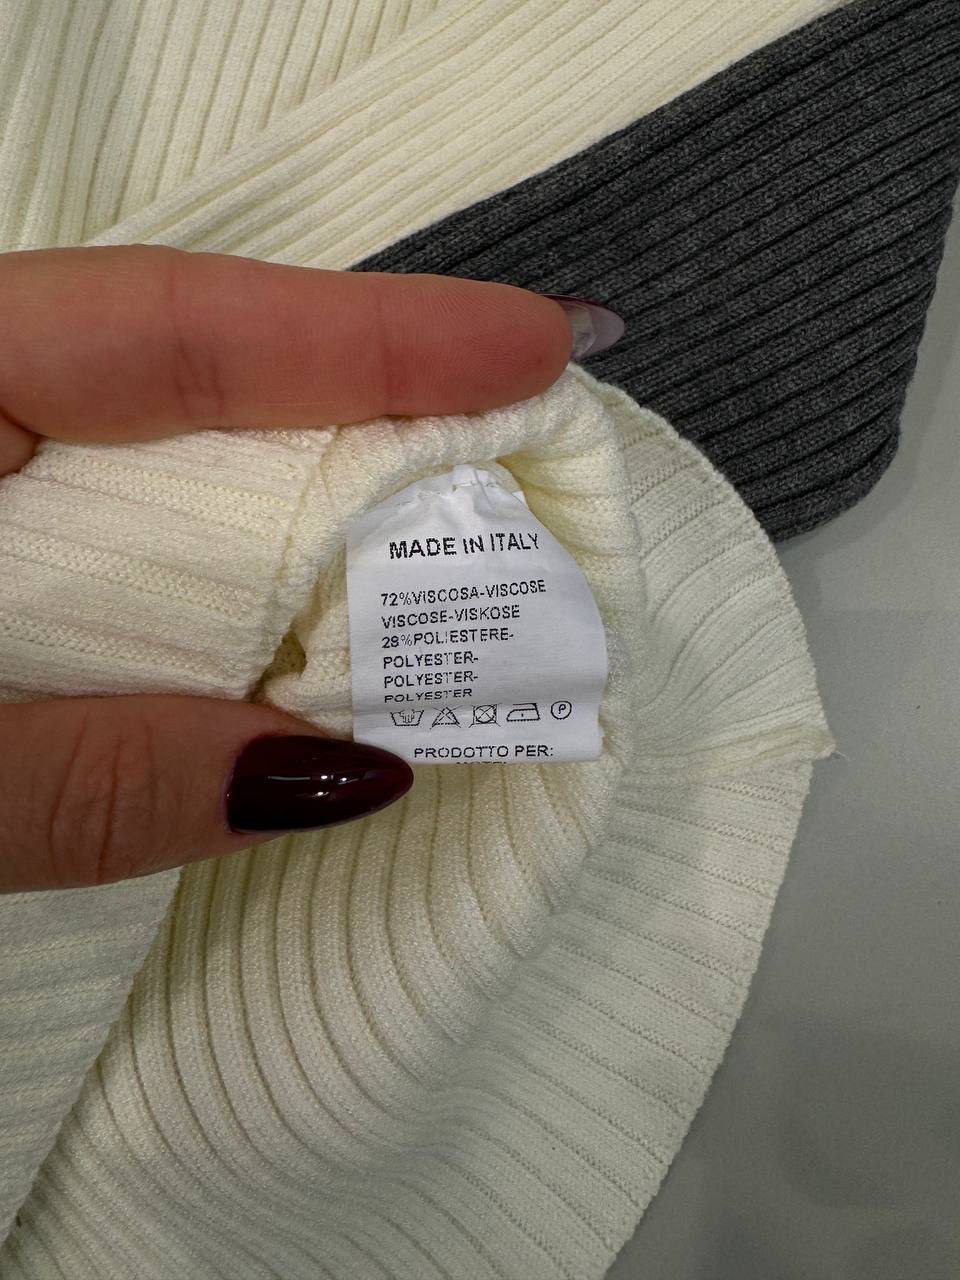 MADE IN ITALY
72%VISCOSA-VISCOSE
VISCOSE-VISKOSE
28%POLIESTERE-
POLYESTER-
POLYESTER-
POLYESTER
P
PRODOTTO PER: